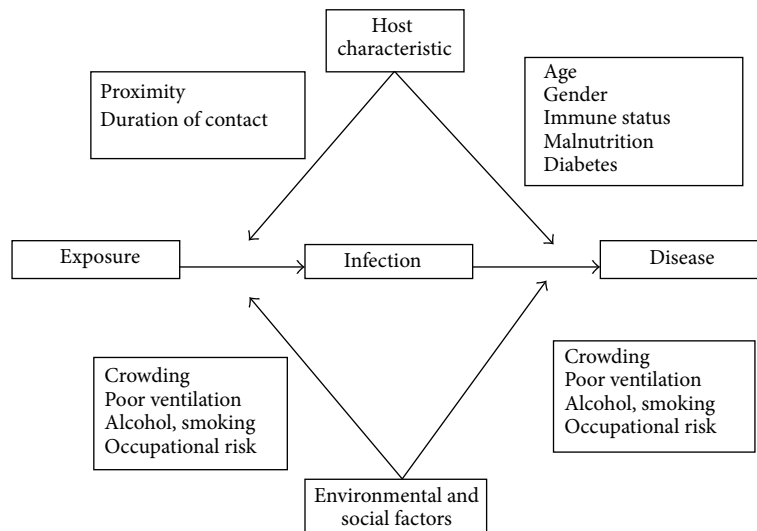 Host
characteristic
Proximity
Duration of contact
Age
Gender
Immune status
Malnutrition
Diabetes
Exposure
Infection
Disease
Crowding
Poor ventilation
Alcohol, smoking
Occupational risk
Crowding
Poor ventilation
Alcohol, smoking
Occupational risk
Environmental and
social factors